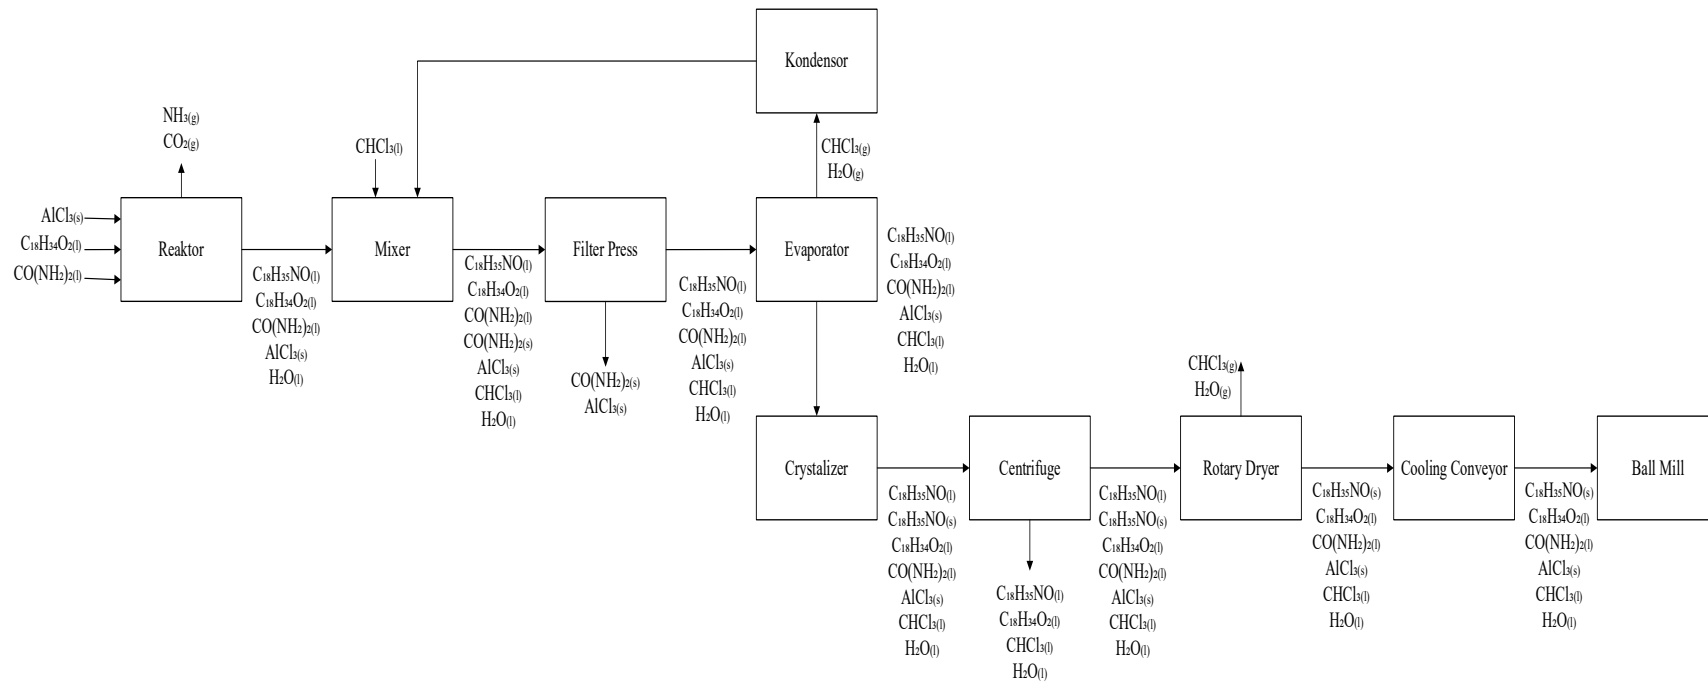 Kondensor
NH3(g)
CO2(g)
CHCl3(l)
CHCl3(g)
H2O(g)
AlCl3(s)
C18H34O2(l)
CO(NH2)2(l)
Reaktor
C18H35NO(l)
C18H34O2(l)
CO(NH2)2(l)
AlCl3(s)
H2O(l)
Mixer
C18H35NO(l)
C18H34O2(l)
CO(NH2)2(l)
CO(NH2)2(s)
AlCl3(s)
CHCl3(l)
H2O(l)
Filter Press
CO(NH2)2(s)
AlCl3(s)
C18H35NO(l)
C18H34O2(l)
CO(NH2)2(l)
AlCl3(s)
CHCl3(l)
H2O(l)
Evaporator
C18H35NO(l)
C18H34O2(l)
CO(NH2)2(l)
AlCl3(s)
CHCl3(l)
H2O(l)
Crystalizer
C18H35NO(l)
C18H35NO(s)
C18H34O2(l)
CO(NH2)2(l)
AlCl3(s)
CHCl3(l)
H2O(l)
Centrifuge
C18H35NO(l)
C18H34O2(l)
CHCl3(l)
H2O(l)
C18H35NO(l)
C18H35NO(s)
C18H34O2(l)
CO(NH2)2(l)
AlCl3(s)
CHCl3(l)
H2O(l)
CHCl3(g)
H2O(g)
Rotary Dryer
C18H35NO(s)
C18H34O2(l)
CO(NH2)2(l)
AlCl3(s)
CHCl3(l)
H2O(l)
Cooling Conveyor
C18H35NO(s)
C18H34O2(l)
CO(NH2)2(l)
AlCl3(s)
CHCl3(l)
H2O(l)
Ball Mill